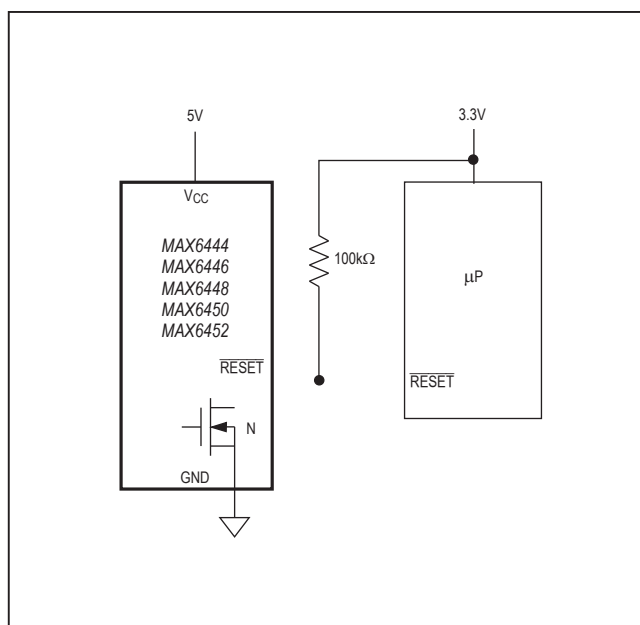 5V
3.3V
VCC
MAX6444
MAX6446
MAX6448
MAX6450
MAX6452
100kΩ
μP
RESET
RESET
N
GND